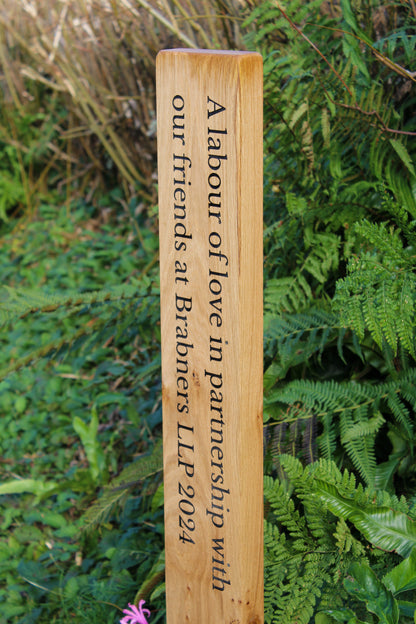 A labour of love in partnership with
our friends at Brabners LLP 2024